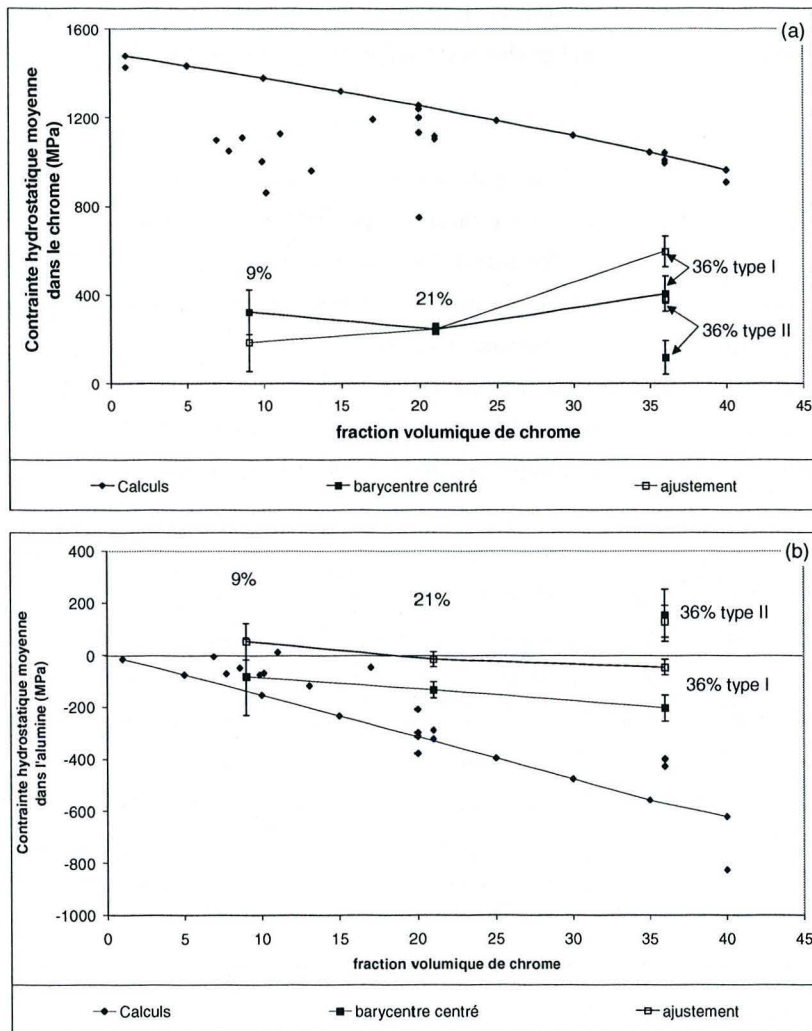 (a)
1600
1200
800
400
0
Contrainte hydrostatique moyenne
dans le chrome (MPa)
9%
21%
36% type I
36% type II
0 5 10 15 20 25 30 35 40 45
fraction volumique de chrome
Calculs barycentre centré ajustement
(b)
400
200
0
-200
-400
-600
-800
-1000
Contrainte hydrostatique moyenne
dans l'alumine (MPa)
9%
21%
36% type II
36% type I
0 5 10 15 20 25 30 35 40 45
fraction volumique de chrome
Calculs barycentre centré ajustement